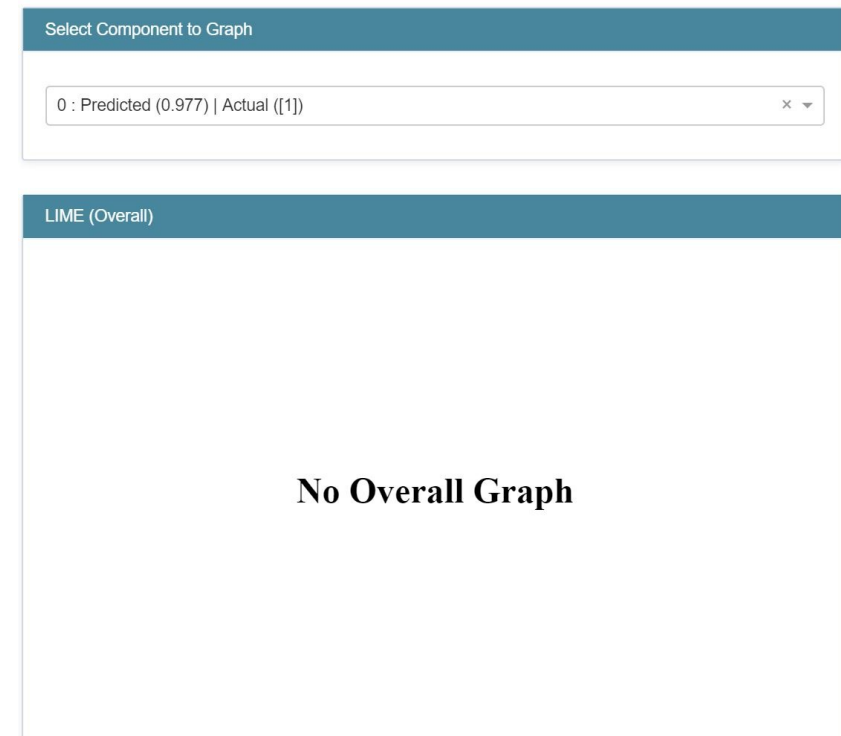 Select Component to Graph
0 : Predicted (0.977) | Actual ([1])
LIME (Overall)
No Overall Graph